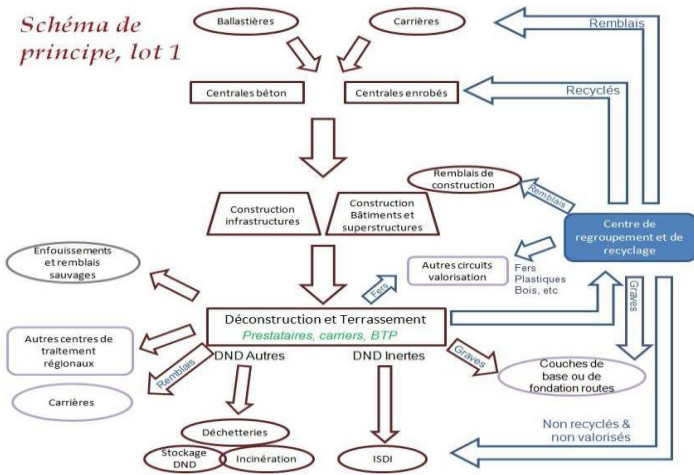 Schéma de
principe, lot 1
Ballastières
Carrières
Remblais
Centrales béton
Centrales enrobés
Recyclés
Remblais de
construction
Remblais
Construction
infrastructures
Construction
Bâtiments et
superstructures
Centre de
regroupement et de
recyclage
Enfouissements
et remblais
sauvages
Autres circuits
valorisation
Fers
Plastiques
Bois, etc
Fers
Graves
Déconstruction et Terrassement
Prestataires, carriers, BTP
Autres centres de
traitement
régionaux
DND Autres
DND Inertes
Remblais
Graves
Couches de
base ou de
fondation routes
Carrières
Déchetteries
Stockage
DND
Incinération
ISDI
Non recyclés &
non valorisés